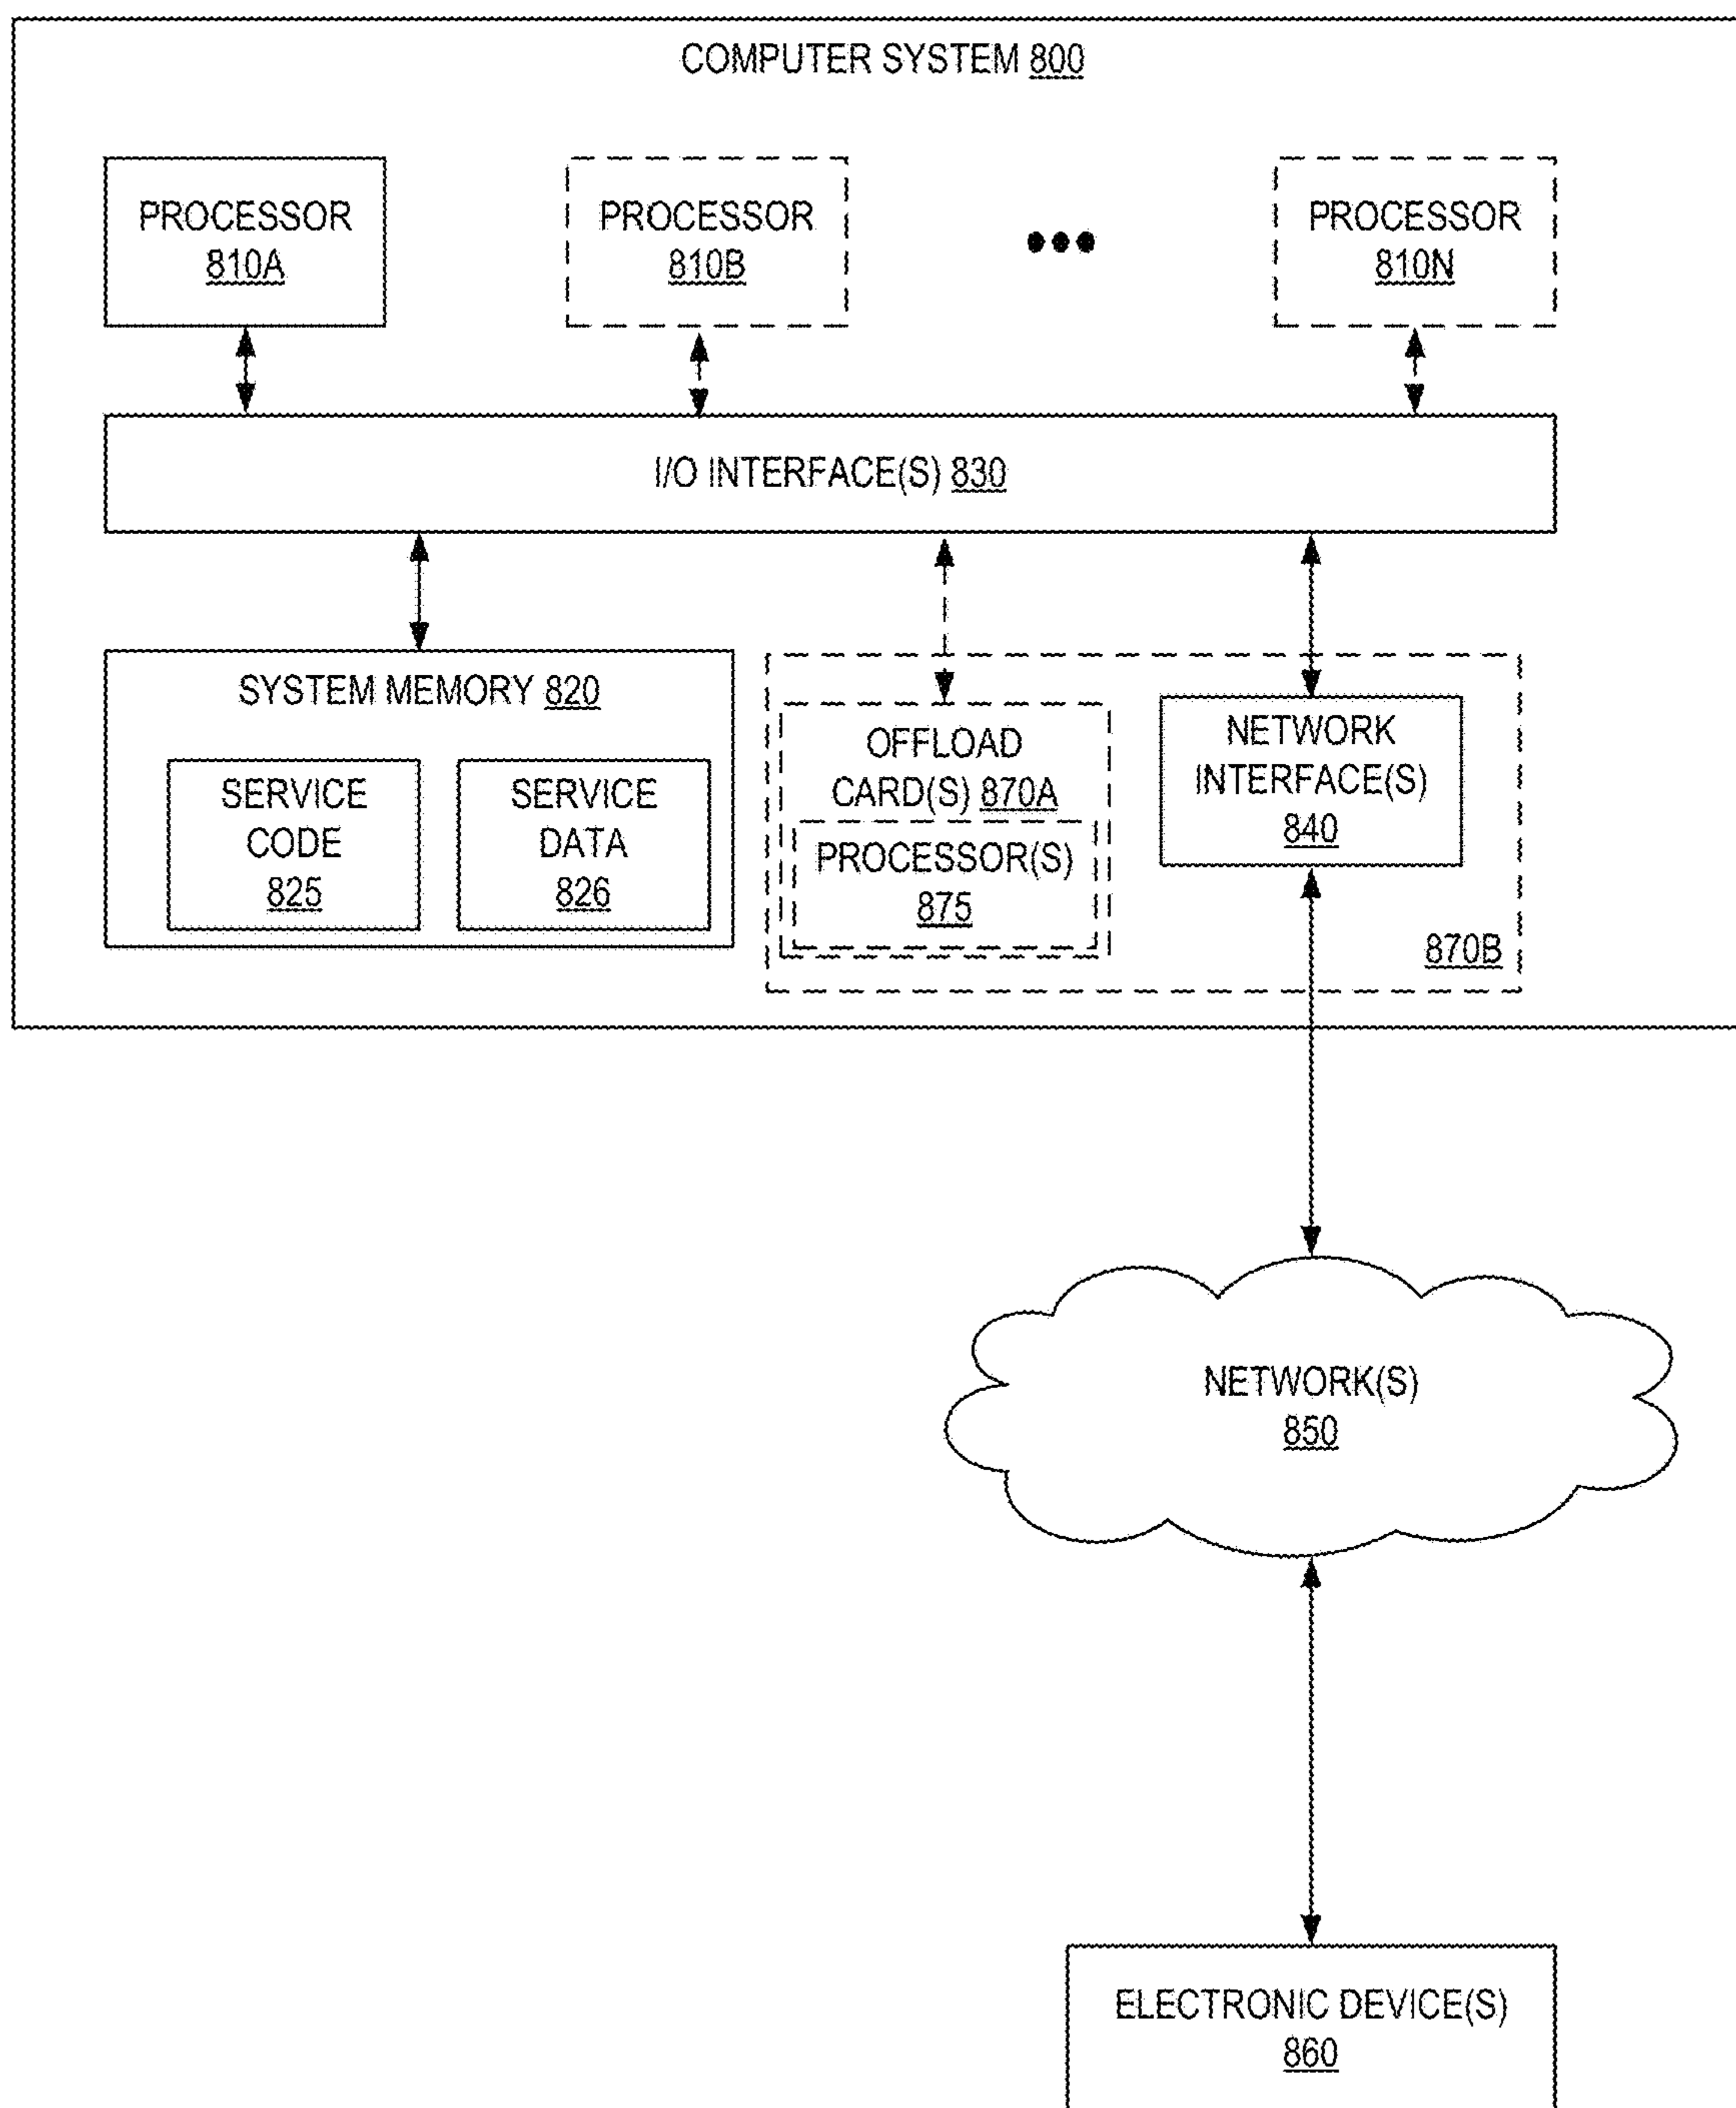 COMPUTER SYSTEM 800
PROCESSOR
810A
PROCESSOR
810B
PROCESSOR
810N
I/O INTERFACE(S) 830
SYSTEM MEMORY 820
SERVICE
CODE
825
SERVICE
DATA
826
OFFLOAD
CARD(S) 870A
PROCESSOR(S)
875
NETWORK
INTERFACE(S)
840
870B
NETWORK(S)
850
ELECTRONIC DEVICE(S)
860